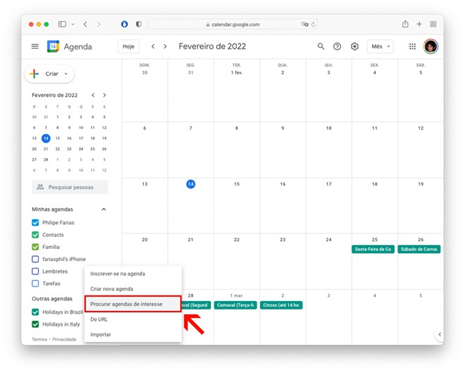 calendar.google.com
Agenda
Hoje
Fevereiro de 2022
Mês
Criar
Fevereiro de 2022
D S T Q Q S S
30 31 1 2 3 4 5
6 7 8 9 10 11 12
13 14 15 16 17 18 19
20 21 22 23 24 25 26
27 28 1 2 3 4 5
6 7 8 9 10 11 12
Pesquisar pessoas
Minhas agendas
Philipe Farias
Contacts
Família
fariasphil's iPhone
Lembretes
Tarefas
Outras agendas
Holidays in Brazil
Holidays in Italy
Termos – Privacidade
Inscrever-se na agenda
Criar nova agenda
Procurar agendas de interesse
Do URL
Importar
DOM. SEG. TER. QUA. QUI. SEX. SÁB.
30 31 1 fev. 2 3 4 5
6 7 8 9 10 11 12
13 14 15 16 17 18 19
20 21 22 23 24 25 26
Sexta-Feira de Ca Sábado de Carna
28 1 mar. 2 3 4 5
aval (Segund Carnaval (Terça-f Cinzas (até 14 ho